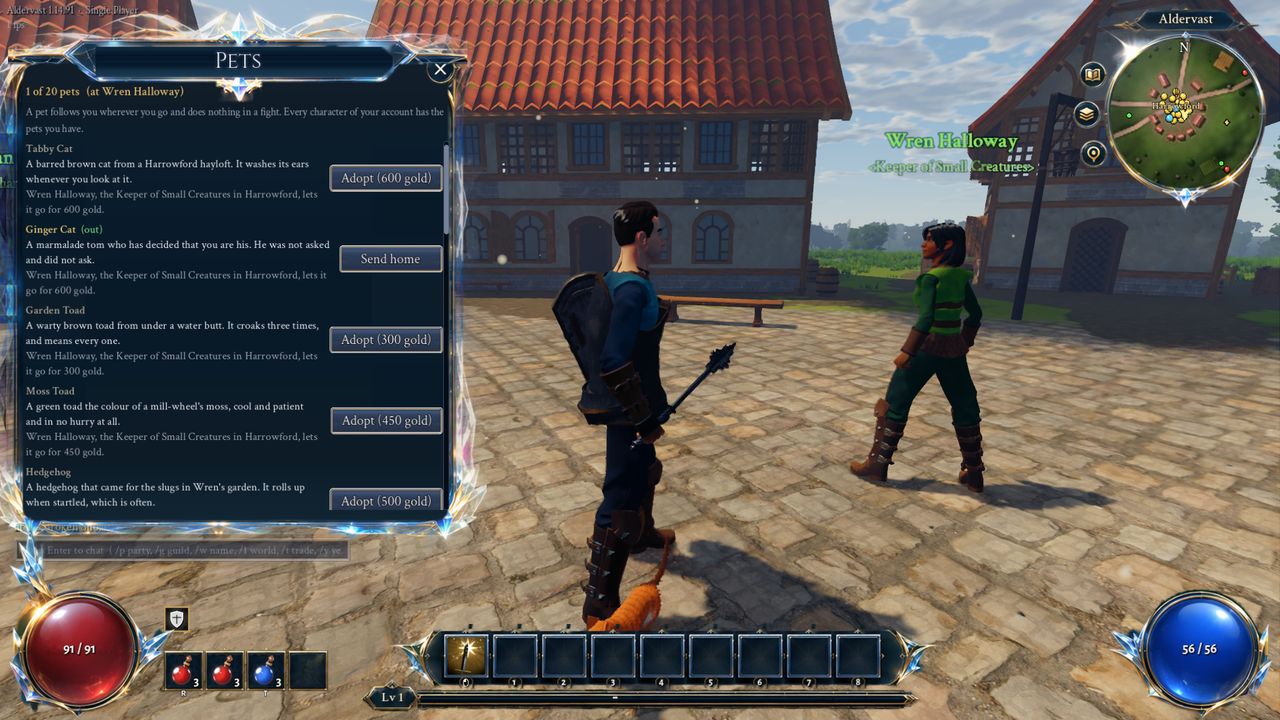 Aldervast 1.14.91 - Single Player
fps
PETS
1 of 20 pets (at Wren Halloway)
A pet follows you wherever you go and does nothing in a fight. Every character of your account has the
pets you have.
Tabby Cat
A barred brown cat from a Harrowford hayloft. It washes its ears
whenever you look at it.
Wren Halloway, the Keeper of Small Creatures in Harrowford, lets
it go for 600 gold.
Adopt (600 gold)
Ginger Cat (out)
A marmalade tom who has decided that you are his. He was not asked
and did not ask.
Wren Halloway, the Keeper of Small Creatures in Harrowford, lets it
go for 600 gold.
Send home
Garden Toad
A warty brown toad from under a water butt. It croaks three times,
and means every one.
Wren Halloway, the Keeper of Small Creatures in Harrowford, lets
it go for 300 gold.
Adopt (300 gold)
Moss Toad
A green toad the colour of a mill-wheel's moss, cool and patient
and in no hurry at all.
Wren Halloway, the Keeper of Small Creatures in Harrowford, lets
it go for 450 gold.
Adopt (450 gold)
Hedgehog
A hedgehog that came for the slugs in Wren's garden. It rolls up
when startled, which is often.
Adopt (500 gold)
Enter to chat ( /p party, /g guild, /w name, /1 world, /t trade, /y ye
Wren Halloway
<Keeper of Small Creatures>
Aldervast
N
Harrowford
91 / 91
3
3
3
R
T
1
2
3
4
5
6
7
8
Lv 1
56 / 56